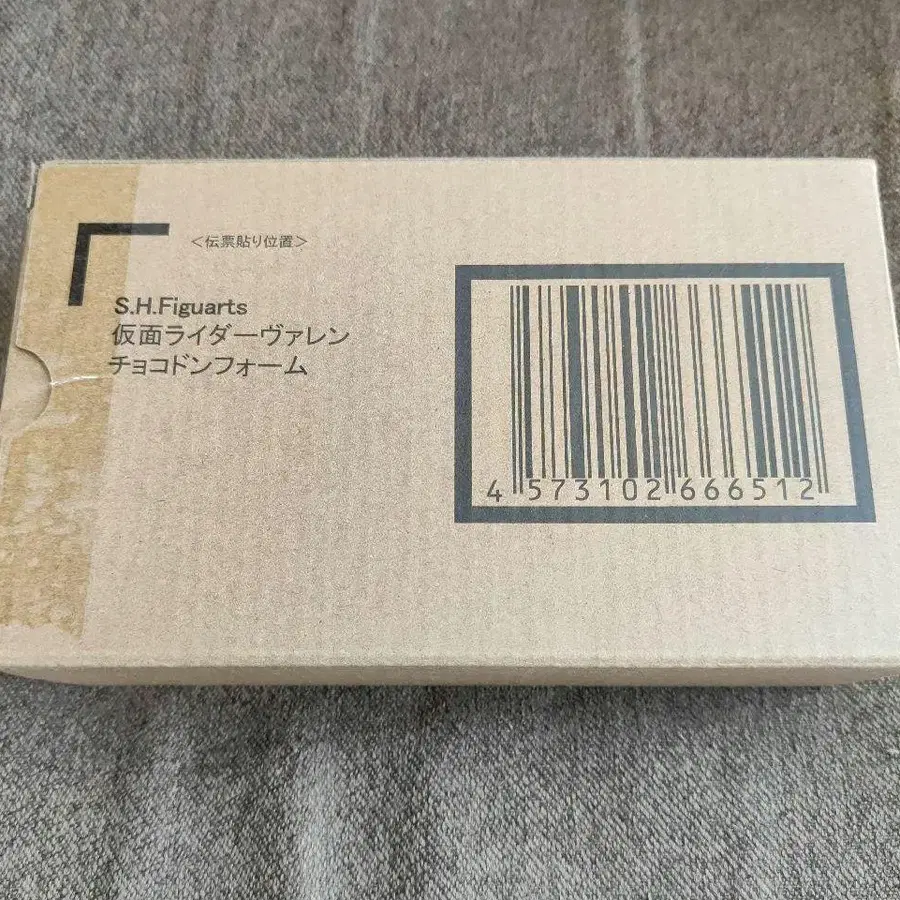 <伝票貼り位置>
S.H.Figuarts
仮面ライダーヴァレン
チョコドンフォーム
4 573102 666512